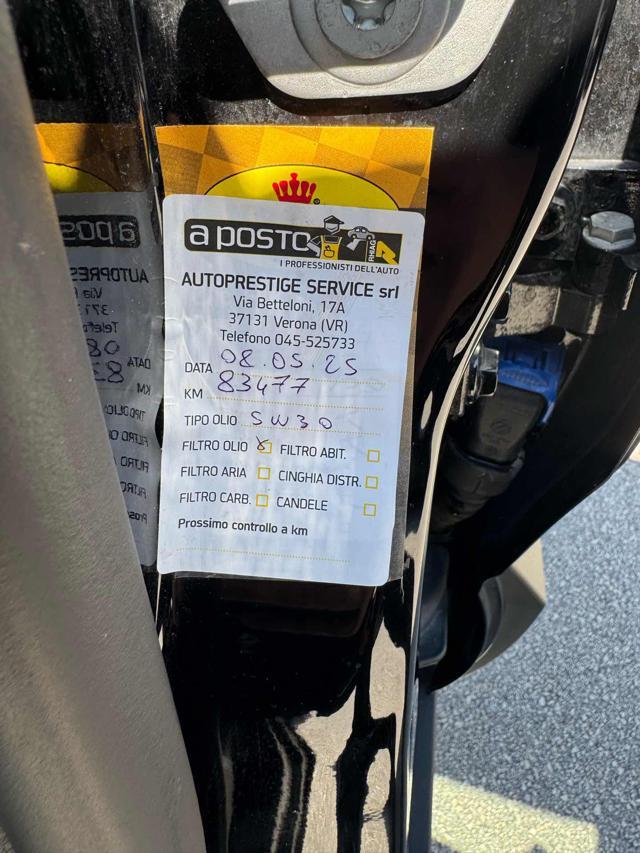 a posto
RHIAG
I PROFESSIONISTI DELL'AUTO
AUTOPRESTIGE SERVICE srl
Via Betteloni, 17A
37131 Verona (VR)
Telefono 045-525733
DATA 08.05.25
KM 83477
TIPO OLIO 5W30
FILTRO OLIO X FILTRO ABIT.
FILTRO ARIA CINGHIA DISTR.
FILTRO CARB. CANDELE
Prossimo controllo a km